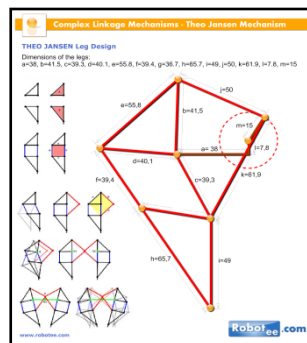 Complex Linkage Mechanisms - Theo Jansen Mechanism
THEO JANSEN Leg Design
Dimensions of the legs:
a=38, b=41,5, c=39,3, d=40,1, e=55,8, f=39,4, g=36,7, h=65,7, i=49, j=50, k=61,9, l=7,8, m=15
j=50
e=55,8
b=41,5
m=15
a= 38
l=7,8
d=40,1
k=61,9
f=39,4
c=39,3
h=65,7
i=49
www.robotee.com
Robotee.com